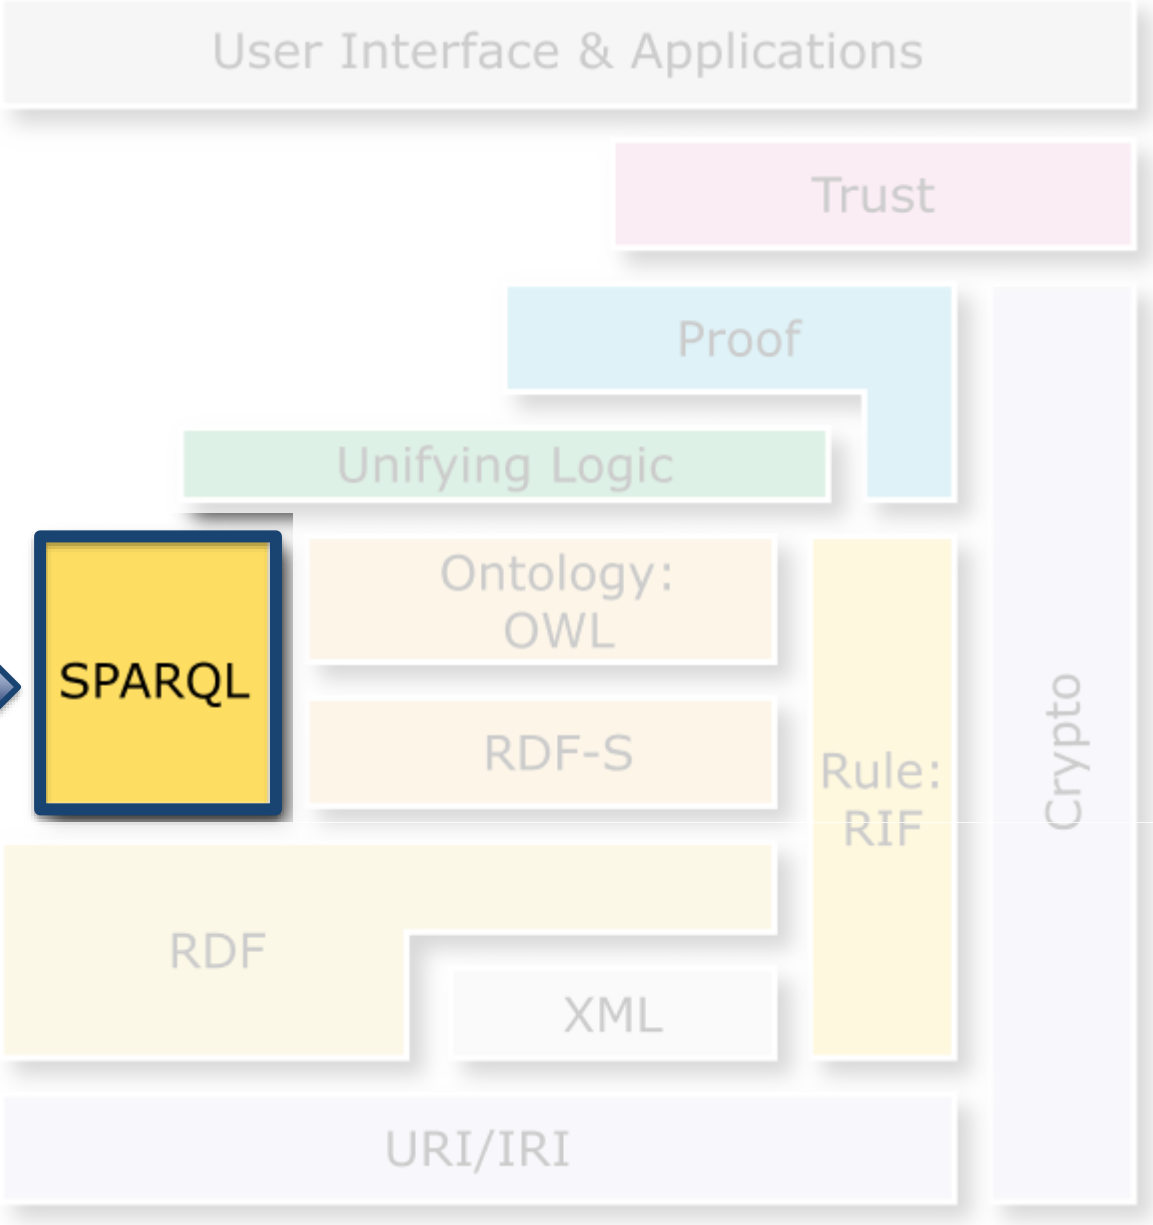 User Interface & Applications
Trust
Proof
Unifying Logic
SPARQL
Ontology:
OWL
RDF-S
Rule:
RIF
Crypto
RDF
XML
URI/IRI